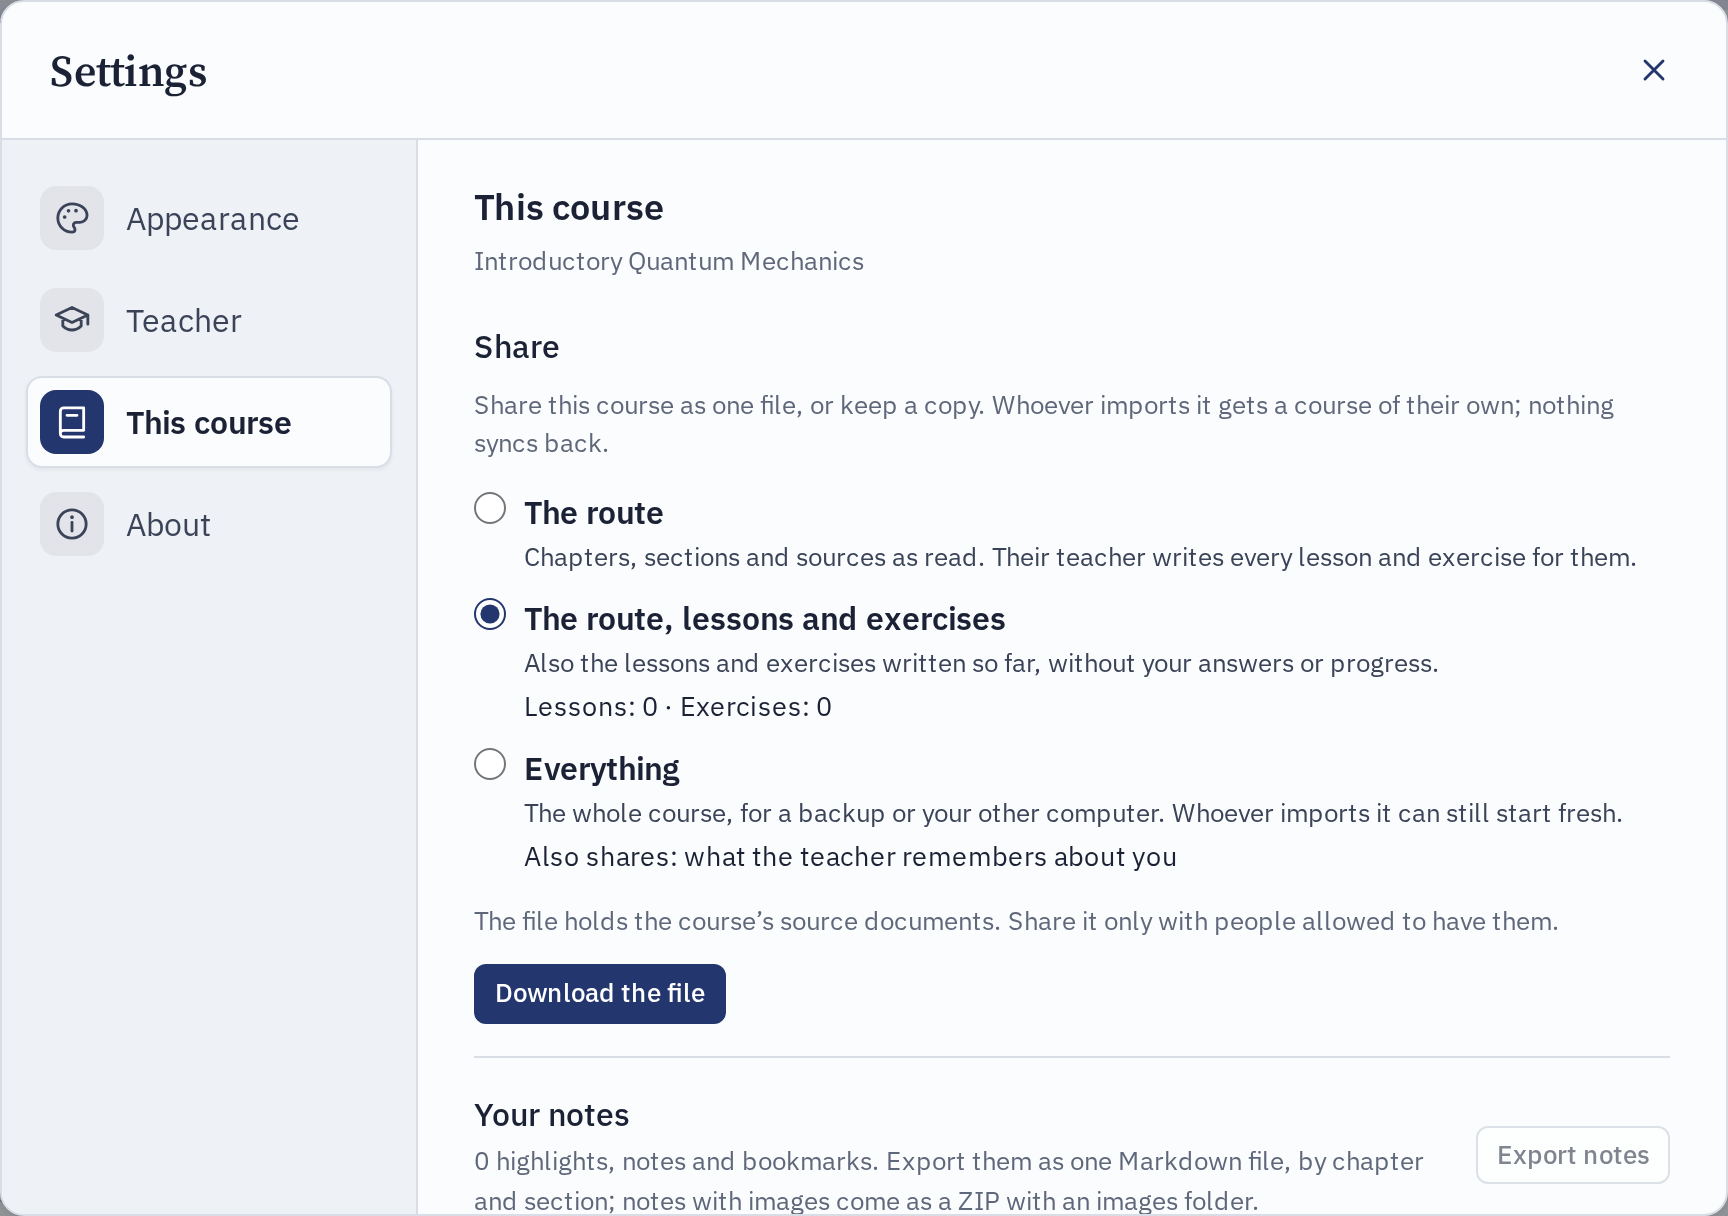 Settings
Appearance
Teacher
This course
About
This course
Introductory Quantum Mechanics
Share
Share this course as one file, or keep a copy. Whoever imports it gets a course of their own; nothing
syncs back.
The route
Chapters, sections and sources as read. Their teacher writes every lesson and exercise for them.
The route, lessons and exercises
Also the lessons and exercises written so far, without your answers or progress.
Lessons: 0 · Exercises: 0
Everything
The whole course, for a backup or your other computer. Whoever imports it can still start fresh.
Also shares: what the teacher remembers about you
The file holds the course’s source documents. Share it only with people allowed to have them.
Download the file
Your notes
0 highlights, notes and bookmarks. Export them as one Markdown file, by chapter
and section; notes with images come as a ZIP with an images folder.
Export notes